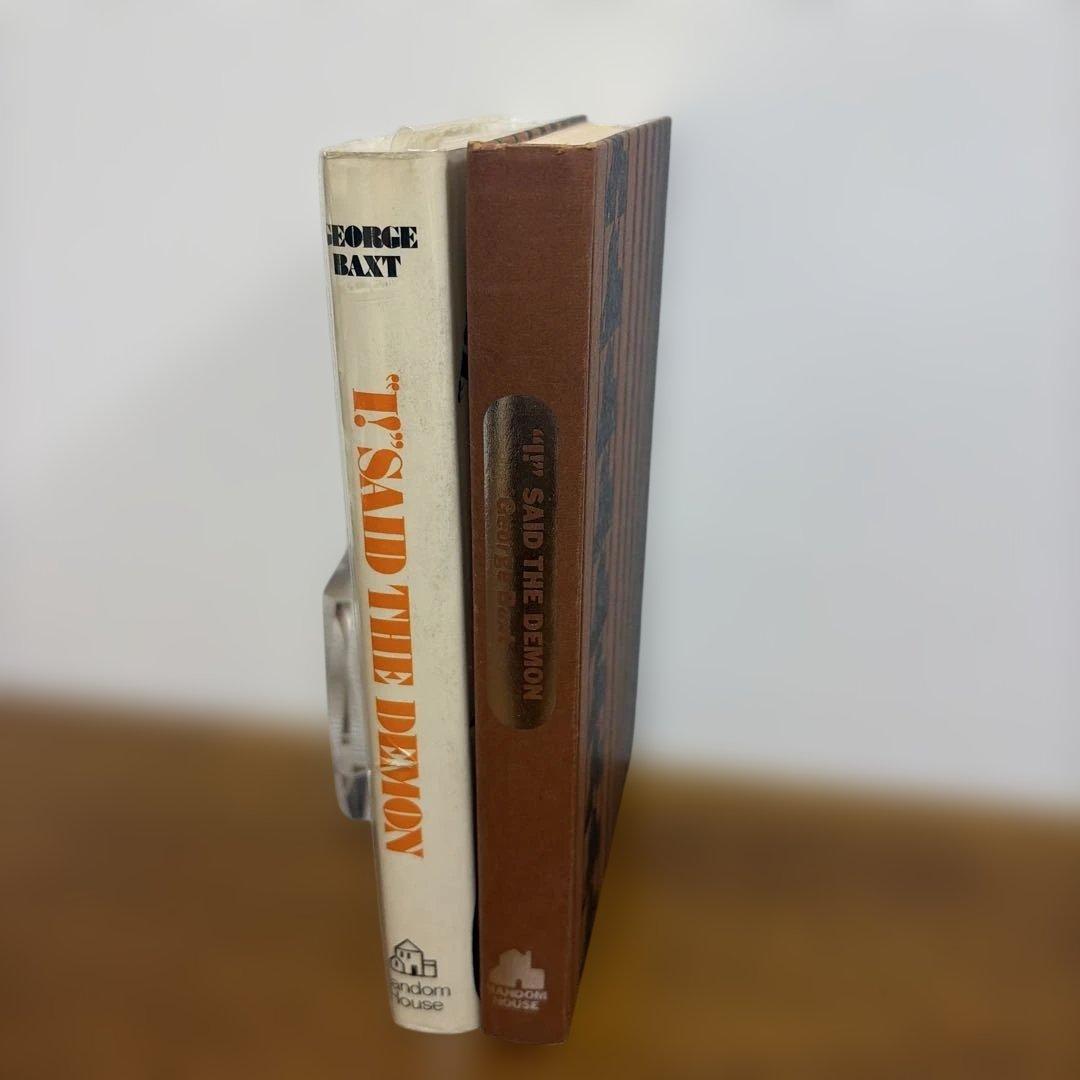 GEORGE
BAXT
"I!" SAID THE DEMON
Random
House
"I!" SAID THE DEMON
George Baxt
RANDOM
HOUSE